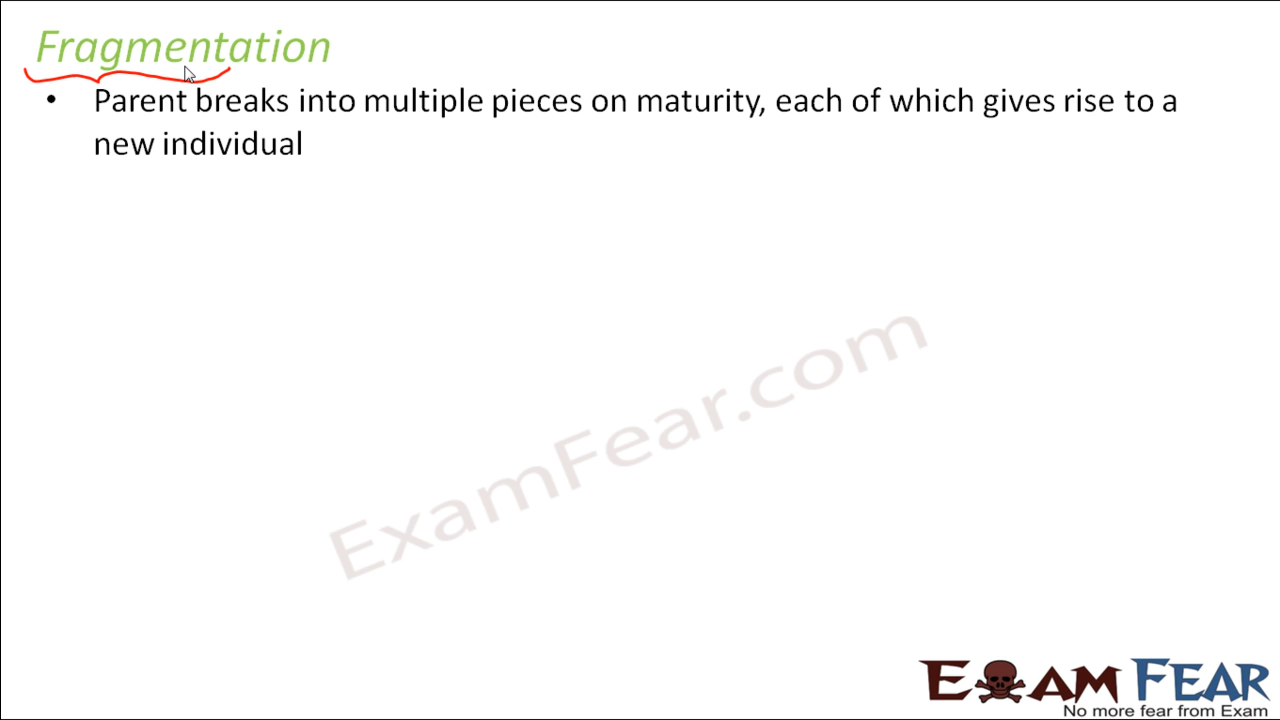 Fragmentation
• Parent breaks into multiple pieces on maturity, each of which gives rise to a
new individual
ExamFear.com
EXAM FEAR
No more fear from Exam